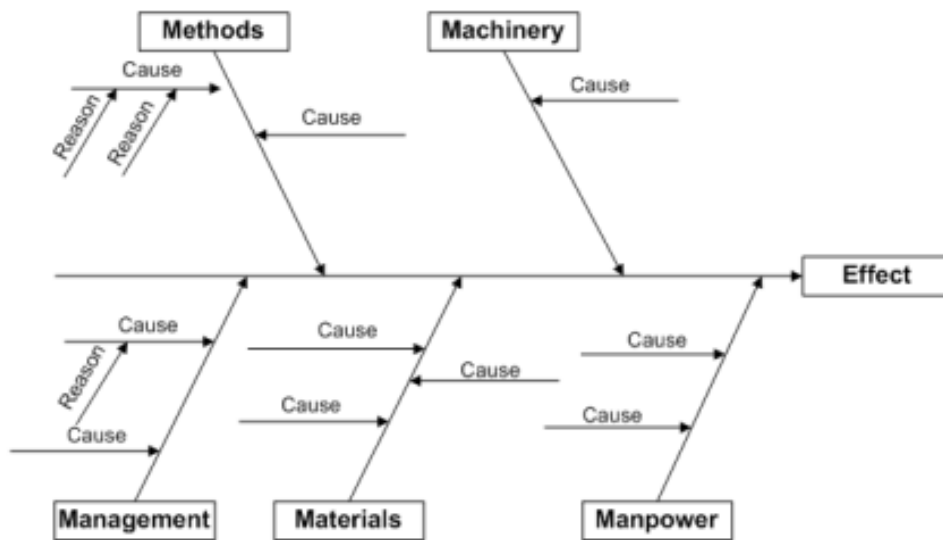 Methods
Machinery
Cause
Cause
Reason
Reason
Cause
Effect
Cause
Cause
Cause
Reason
Cause
Cause
Cause
Cause
Management
Materials
Manpower